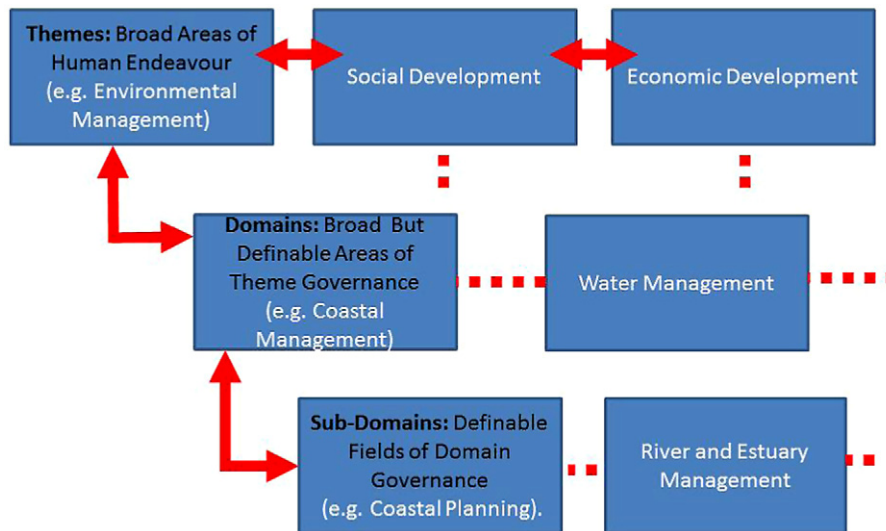 Themes: Broad Areas of
Human Endeavour
(e.g. Environmental
Management)
Social Development
Economic Development
Domains: Broad But
Definable Areas of
Theme Governance
(e.g. Coastal
Management)
Water Management
Sub-Domains: Definable
Fields of Domain
Governance
(e.g. Coastal Planning).
River and Estuary
Management